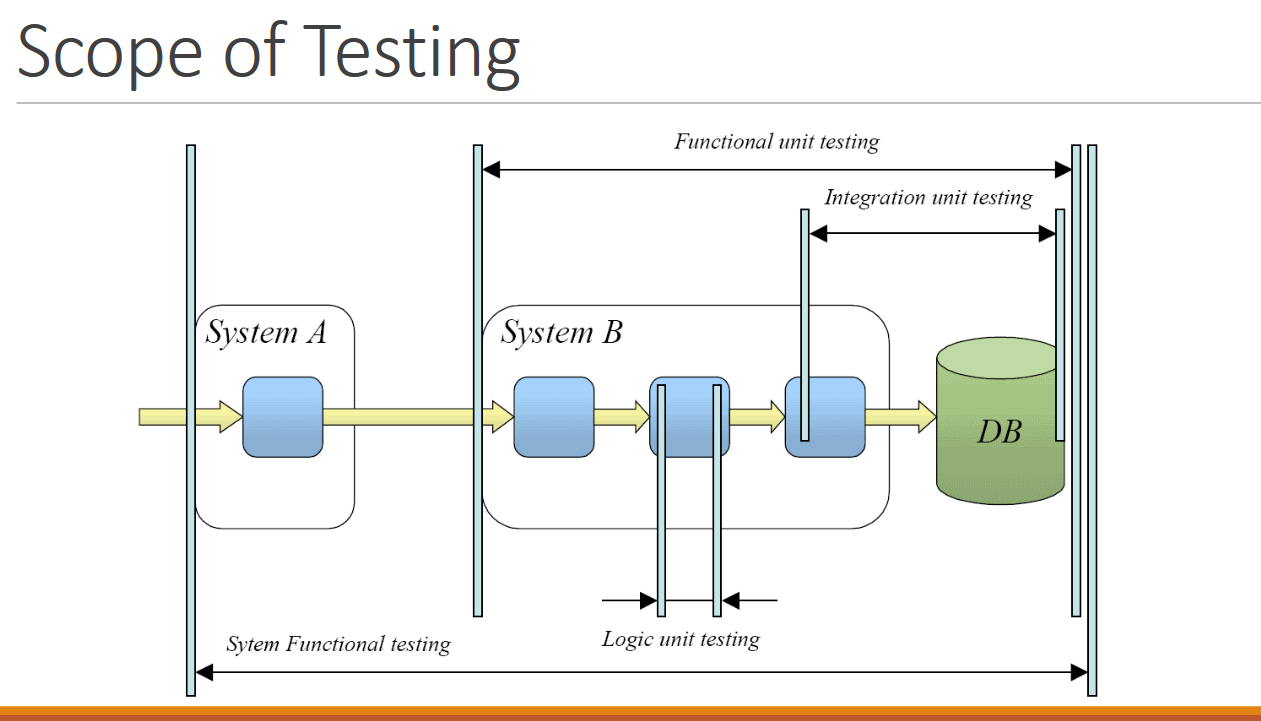 Scope of Testing
Functional unit testing
Integration unit testing
System A
System B
DB
Sytem Functional testing
Logic unit testing